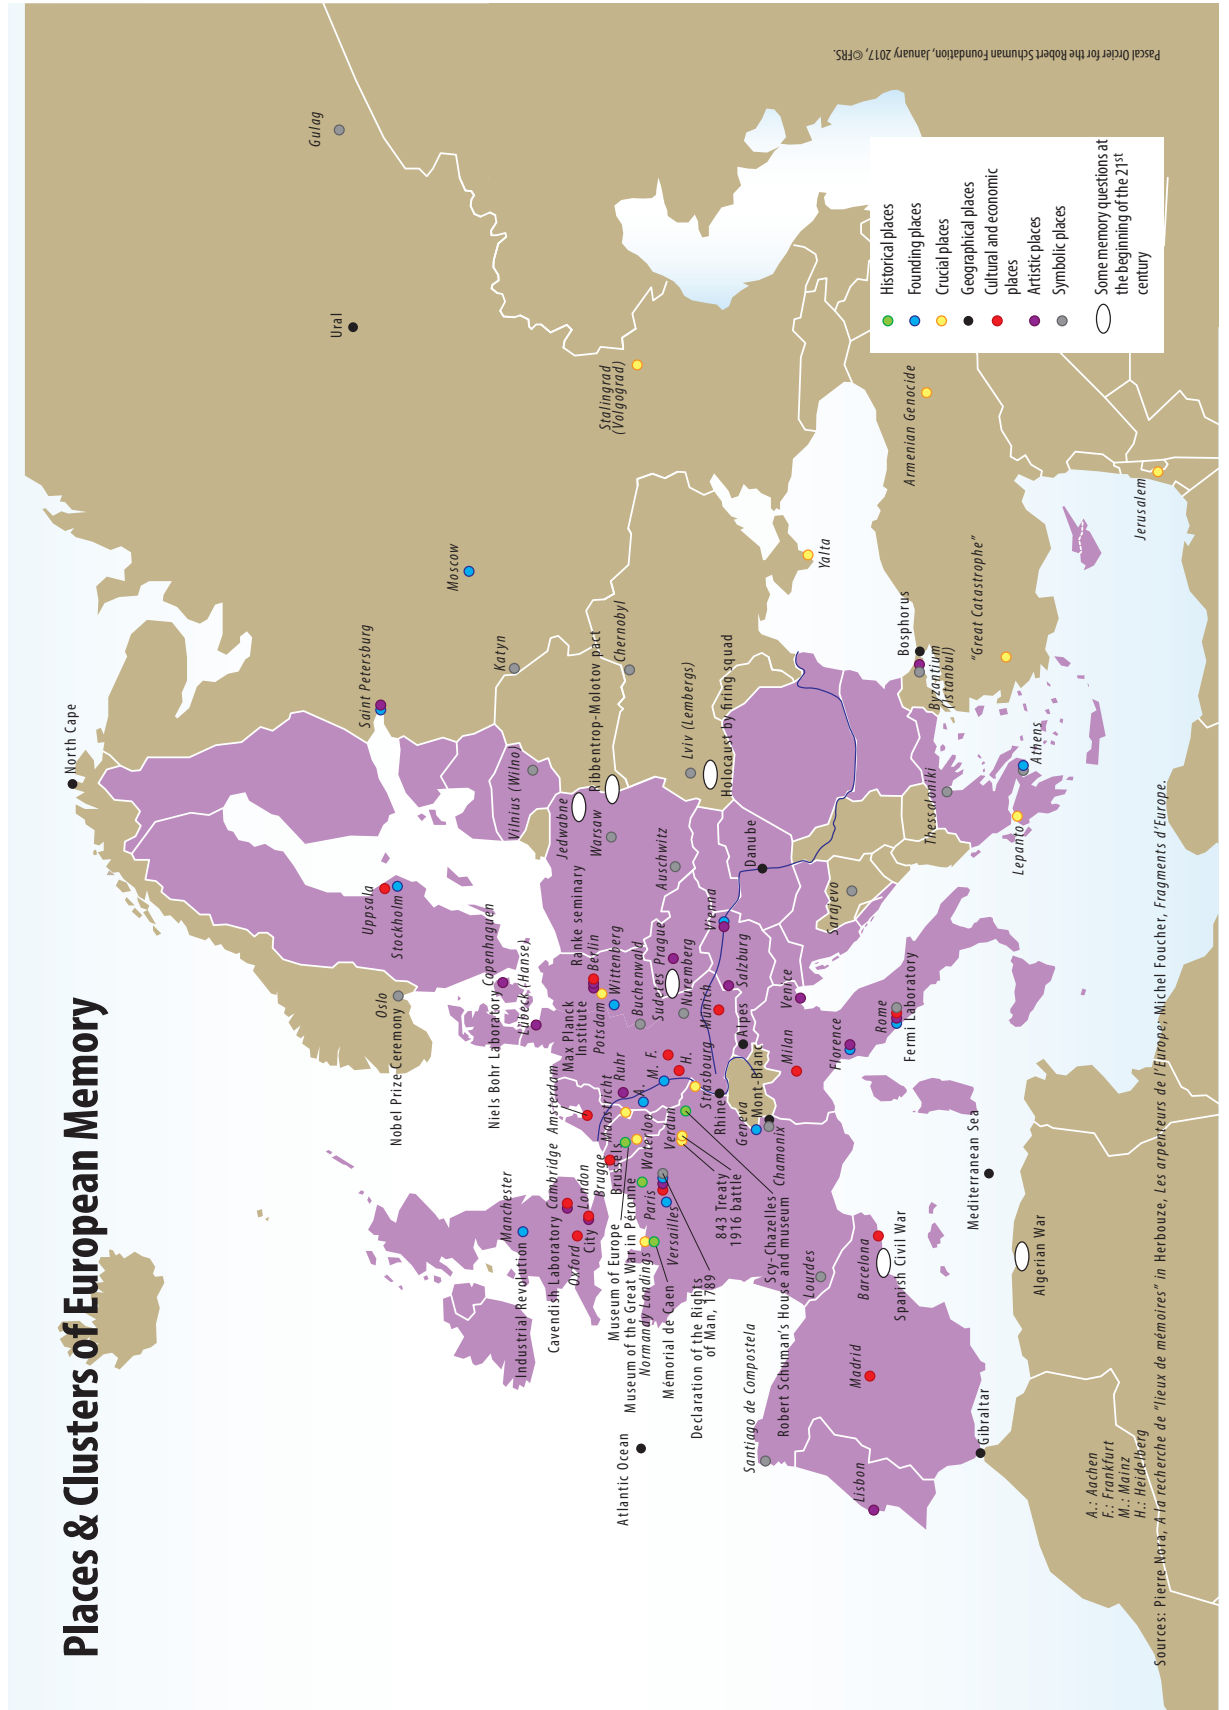 Places & Clusters of European Memory
North Cape
Gulag
Ural
Moscow
Saint Petersburg
Katyn
Stalingrad
(Volgograd)
Uppsala
Stockholm
Oslo
Nobel Prize Ceremony
Vilnius (Wilno)
Copenhaguen
Niels Bohr Laboratory
Lübeck (Hanse)
Jedwabne
Ribbentrop-Molotov pact
Warsaw
Chernobyl
Ranke seminary
Berlin
Max Planck
Institute
Potsdam
Wittenberg
Buchenwald
Auschwitz
Lviv (Lembergs)
Holocaust by firing squad
Sudetes
Prague
Nuremberg
Manchester
Industrial Revolution
Cambridge
Cavendish Laboratory
Oxford
London
City
Amsterdam
Brugge
Brussels
Maastricht
Ruhr
A.
M.
F.
H.
Waterloo
Verdun
Museum of Europe
Museum of the Great War in Péronne
Normandy Landings
Mémorial de Caen
Paris
Versailles
Declaration of the Rights
of Man, 1789
843 Treaty
1916 battle
Scy-Chazelles
Robert Schuman's House and museum
Strasbourg
Rhine
Munich
Vienna
Salzburg
Danube
Alpes
Geneva
Mont-Blanc
Chamonix
Milan
Venice
Florence
Rome
Fermi Laboratory
Sarajevo
Yalta
Bosphorus
Byzantium
(Istanbul)
Armenian Genocide
"Great Catastrophe"
Thessaloniki
Athens
Lepanto
Jerusalem
Atlantic Ocean
Santiago de Compostela
Lourdes
Barcelona
Spanish Civil War
Madrid
Lisbon
Gibraltar
Mediterranean Sea
Algerian War
Historical places
Founding places
Crucial places
Geographical places
Cultural and economic
places
Artistic places
Symbolic places
Some memory questions at
the beginning of the 21st
century
A.: Aachen
F.: Frankfurt
M.: Mainz
H.: Heidelberg
Sources: Pierre Nora, A la recherche de "lieux de mémoires" in Herbouze, Les arpenteurs de l'Europe; Michel Foucher, Fragments d'Europe.
Pascal Orcier for the Robert Schuman Foundation, January, 2017, ©FRS.